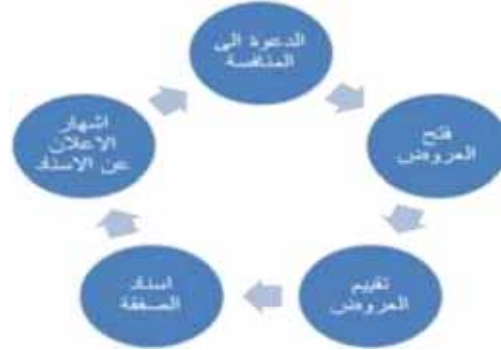 الدعوة الى
المنافسة
فتح
العروض
تقييم
العروض
اسناد
الصفقة
اشهار
الاعلان
عن الاسناد